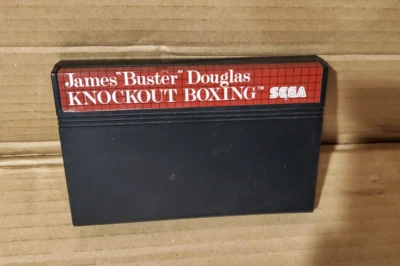 James "Buster" Douglas
KNOCKOUT BOXING™ SEGA